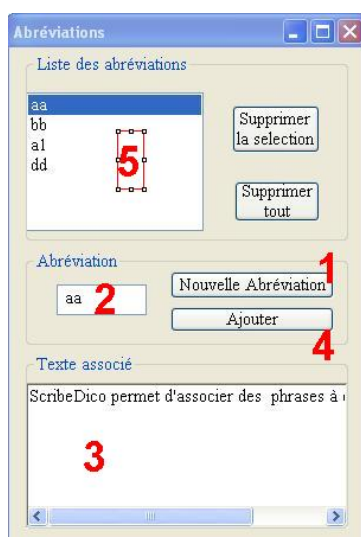 Abréviations
Liste des abréviations
aa
bb
a1
dd
5
Supprimer
la selection
Supprimer
tout
Abréviation
1
aa 2
Nouvelle Abréviation
Ajouter
4
Texte associé
ScribeDico permet d'associer des phrases à
3